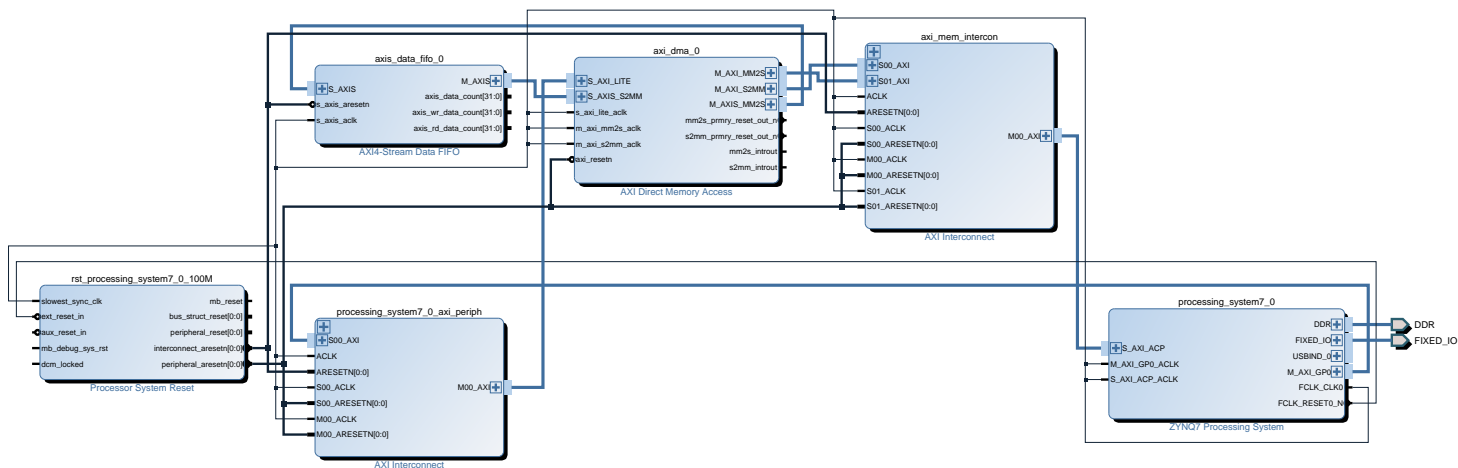 axis_data_fifo_0
S_AXIS
s_axis_aresetn
s_axis_aclk
M_AXIS
axis_data_count[31:0]
axis_wr_data_count[31:0]
axis_rd_data_count[31:0]
AXI4-Stream Data FIFO
axi_dma_0
S_AXI_LITE
S_AXIS_S2MM
s_axi_lite_aclk
m_axi_mm2s_aclk
m_axi_s2mm_aclk
axi_resetn
M_AXI_MM2S
M_AXI_S2MM
M_AXIS_MM2S
mm2s_prmry_reset_out_n
s2mm_prmry_reset_out_n
mm2s_introut
s2mm_introut
AXI Direct Memory Access
axi_mem_intercon
S00_AXI
S01_AXI
ACLK
ARESETN[0:0]
S00_ACLK
S00_ARESETN[0:0]
M00_ACLK
M00_ARESETN[0:0]
S01_ACLK
S01_ARESETN[0:0]
M00_AXI
AXI Interconnect
rst_processing_system7_0_100M
slowest_sync_clk
ext_reset_in
aux_reset_in
mb_debug_sys_rst
dcm_locked
mb_reset
bus_struct_reset[0:0]
peripheral_reset[0:0]
interconnect_aresetn[0:0]
peripheral_aresetn[0:0]
Processor System Reset
processing_system7_0_axi_periph
S00_AXI
ACLK
ARESETN[0:0]
S00_ACLK
S00_ARESETN[0:0]
M00_ACLK
M00_ARESETN[0:0]
M00_AXI
AXI Interconnect
processing_system7_0
S_AXI_ACP
M_AXI_GP0_ACLK
S_AXI_ACP_ACLK
DDR
FIXED_IO
USBIND_0
M_AXI_GP0
FCLK_CLK0
FCLK_RESET0_N
ZYNQ7 Processing System
DDR
FIXED_IO